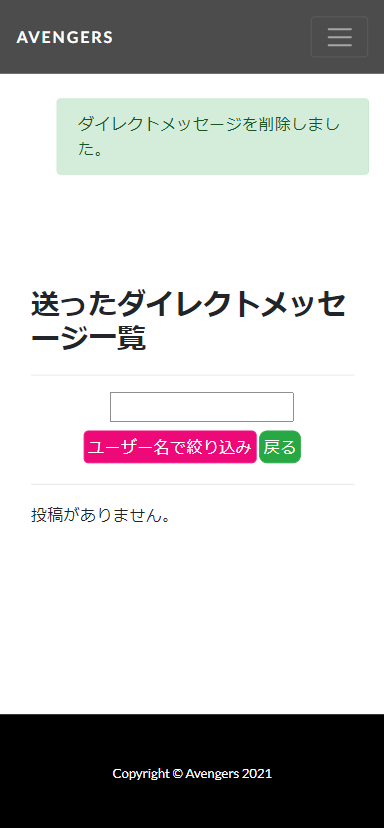 AVENGERS
ダイレクトメッセージを削除しまし
た。
送ったダイレクトメッセ
ージ一覧
ユーザー名で絞り込み 戻る
投稿がありません。
Copyright © Avengers 2021